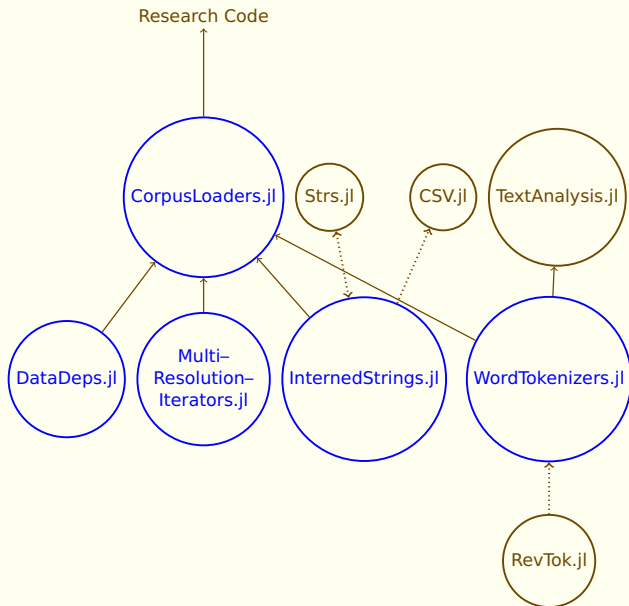 Research Code
CorpusLoaders.jl
Strs.jl
CSV.jl
TextAnalysis.jl
DataDeps.jl
Multi–
Resolution–
Iterators.jl
InternedStrings.jl
WordTokenizers.jl
RevTok.jl